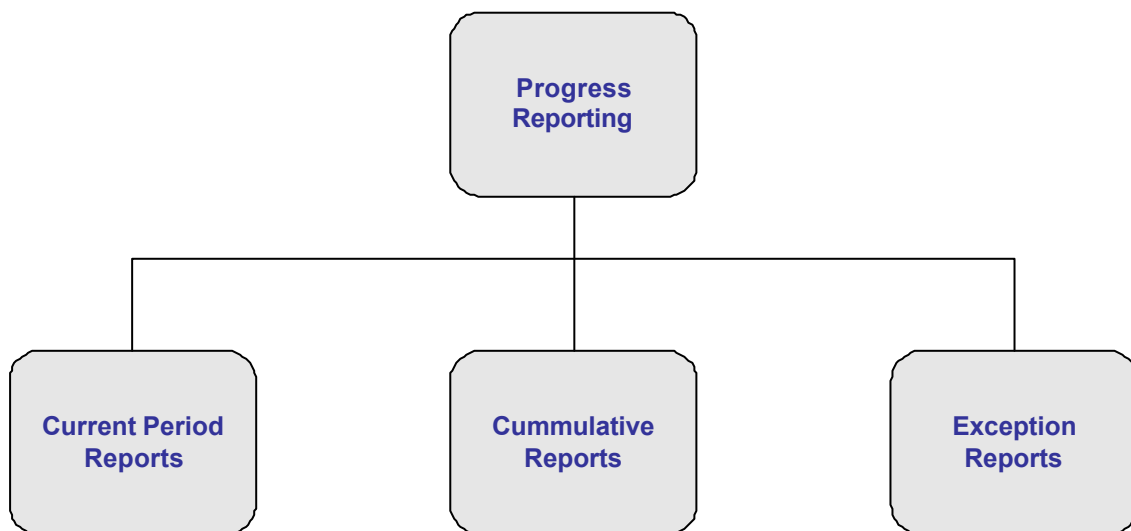 Progress
Reporting
Current Period
Reports
Cummulative
Reports
Exception
Reports